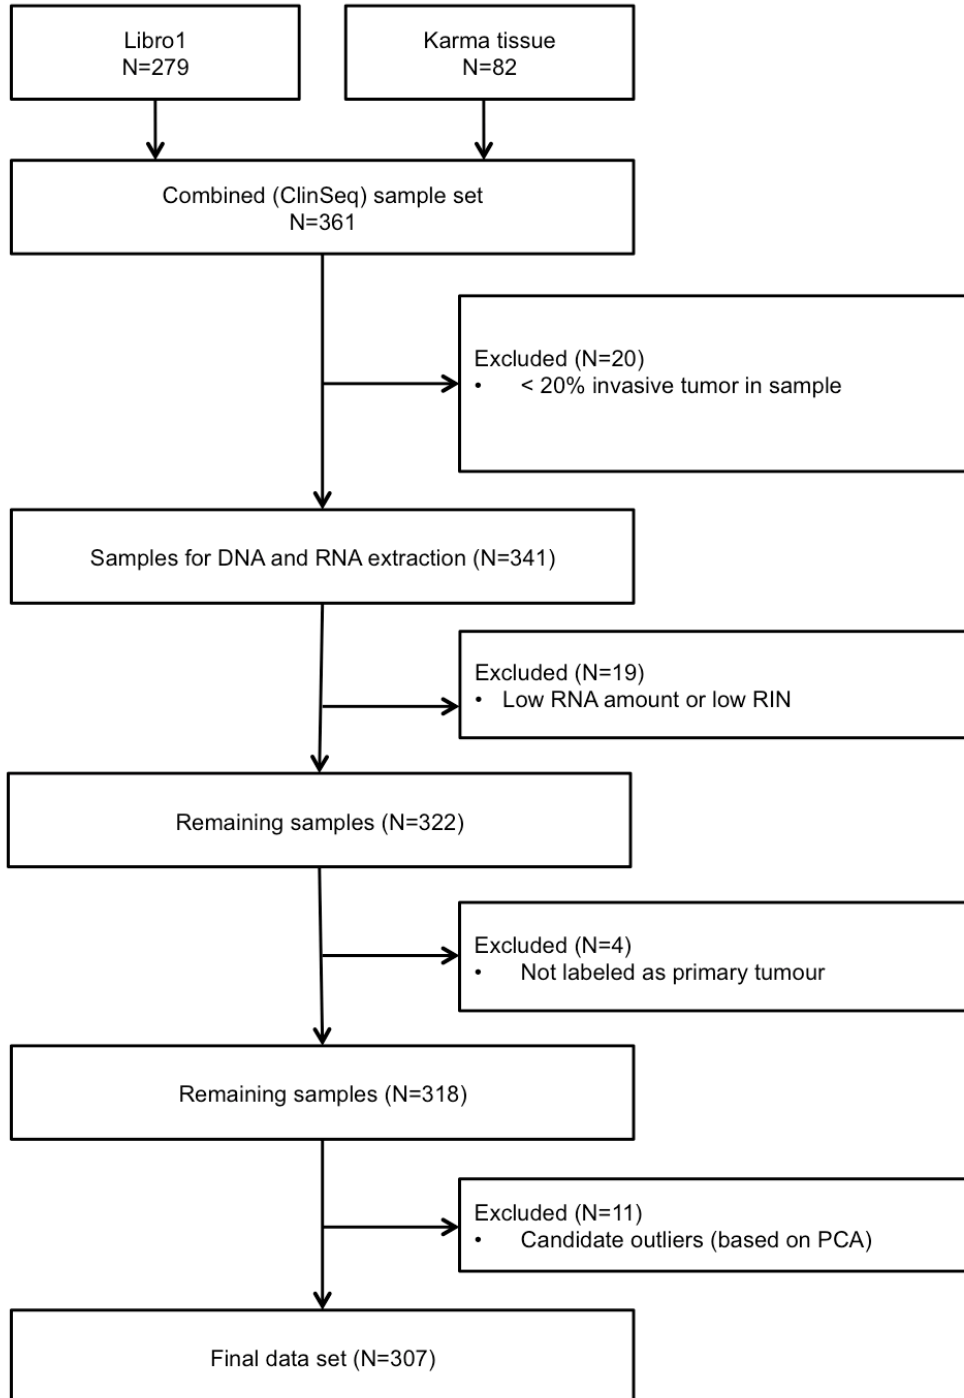 Libro1
N=279
Karma tissue
N=82
Combined (ClinSeq) sample set
N=361
Excluded (N=20)
• < 20% invasive tumor in sample
Samples for DNA and RNA extraction (N=341)
Excluded (N=19)
• Low RNA amount or low RIN
Remaining samples (N=322)
Excluded (N=4)
• Not labeled as primary tumour
Remaining samples (N=318)
Excluded (N=11)
• Candidate outliers (based on PCA)
Final data set (N=307)